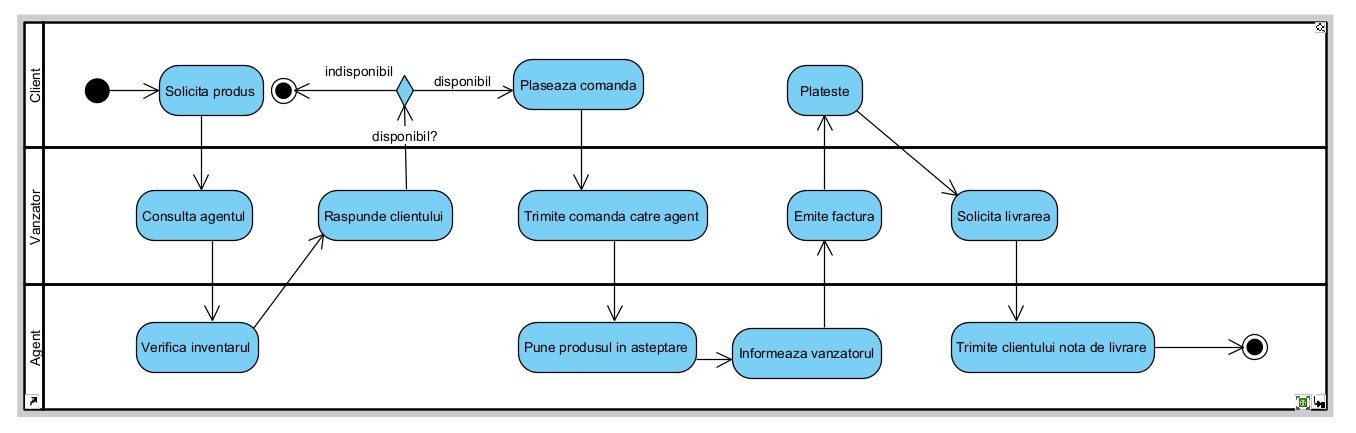 Client
Solicita produs
indisponibil
disponibil
Plaseaza comanda
Plateste
disponibil?
Vanzator
Consulta agentul
Raspunde clientului
Trimite comanda catre agent
Emite factura
Solicita livrarea
Agent
Verifica inventarul
Pune produsul in asteptare
Informeaza vanzatorul
Trimite clientului nota de livrare